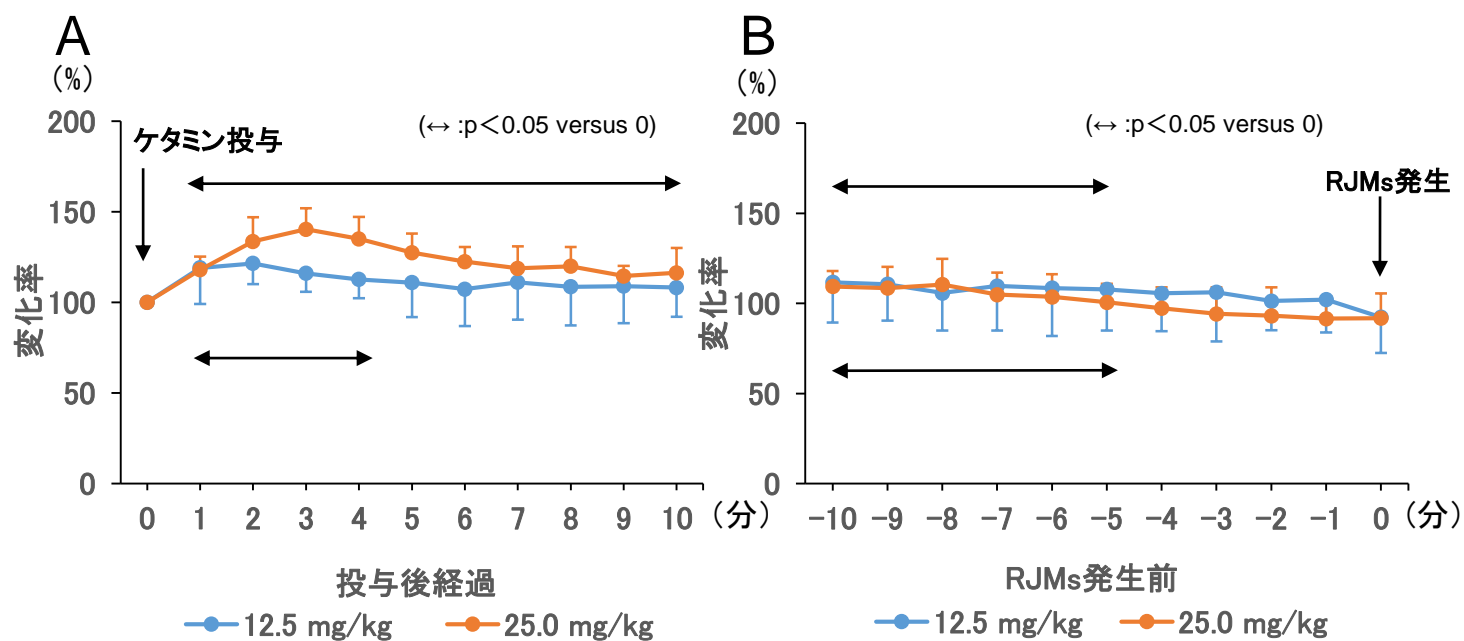 A
(%)
200
150
100
50
0
変化率
ケタミン投与
(↔ :p<0.05 versus 0)
0 1 2 3 4 5 6 7 8 9 10 (分)
投与後経過
12.5 mg/kg 25.0 mg/kg
B
(%)
200
150
100
50
0
変化率
(↔ :p<0.05 versus 0)
RJMs発生
-10 -9 -8 -7 -6 -5 -4 -3 -2 -1 0 (分)
RJMs発生前
12.5 mg/kg 25.0 mg/kg